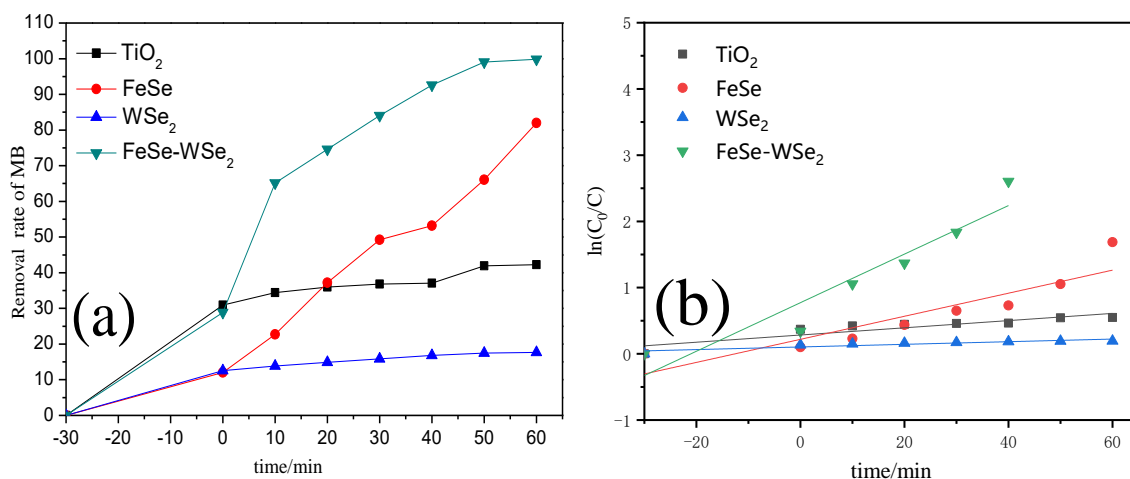 110
100
90
80
70
60
50
40
30
20
10
0
Removal rate of MB
TiO₂
FeSe
WSe₂
FeSe-WSe₂
(a)
-30 -20 -10 0 10 20 30 40 50 60
time/min
5
4
3
2
1
0
-1
ln(C₀/C)
TiO₂
FeSe
WSe₂
FeSe-WSe₂
(b)
-20 0 20 40 60
time/min